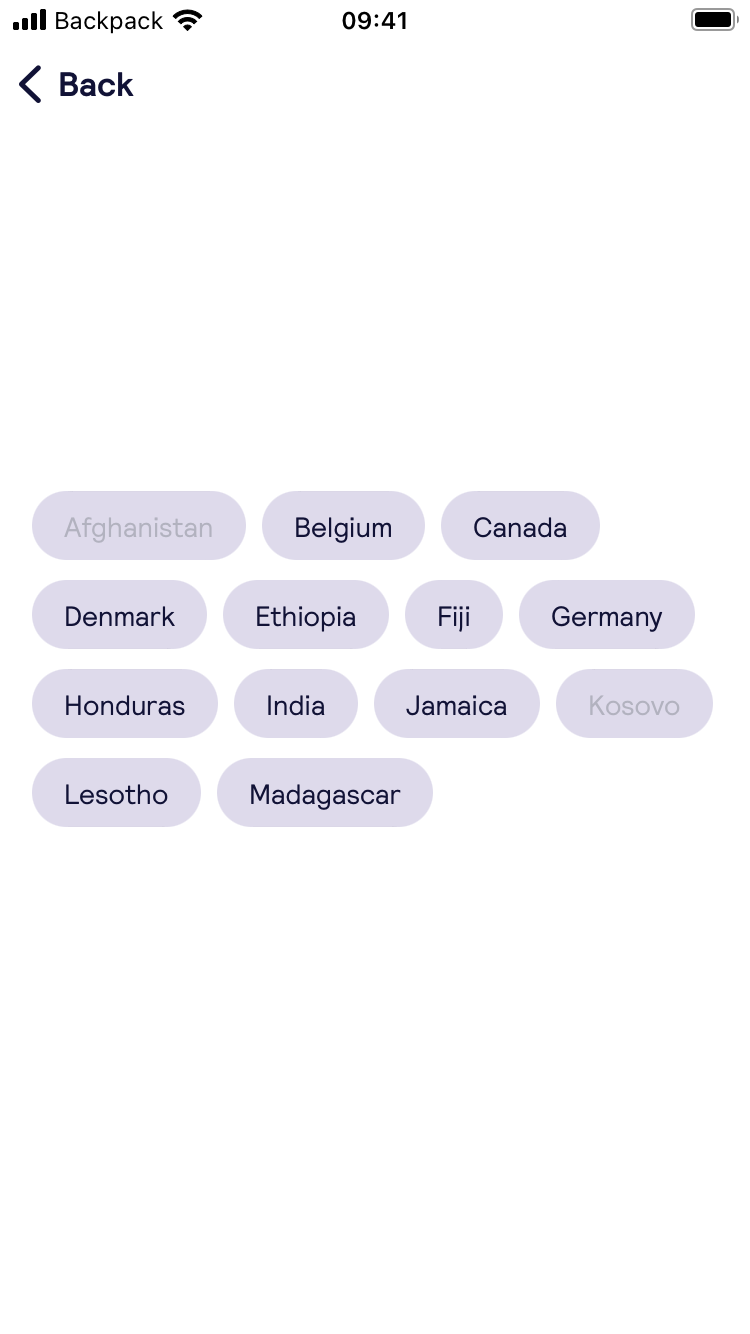 Backpack 09:41
Back
Afghanistan Belgium Canada
Denmark Ethiopia Fiji Germany
Honduras India Jamaica Kosovo
Lesotho Madagascar